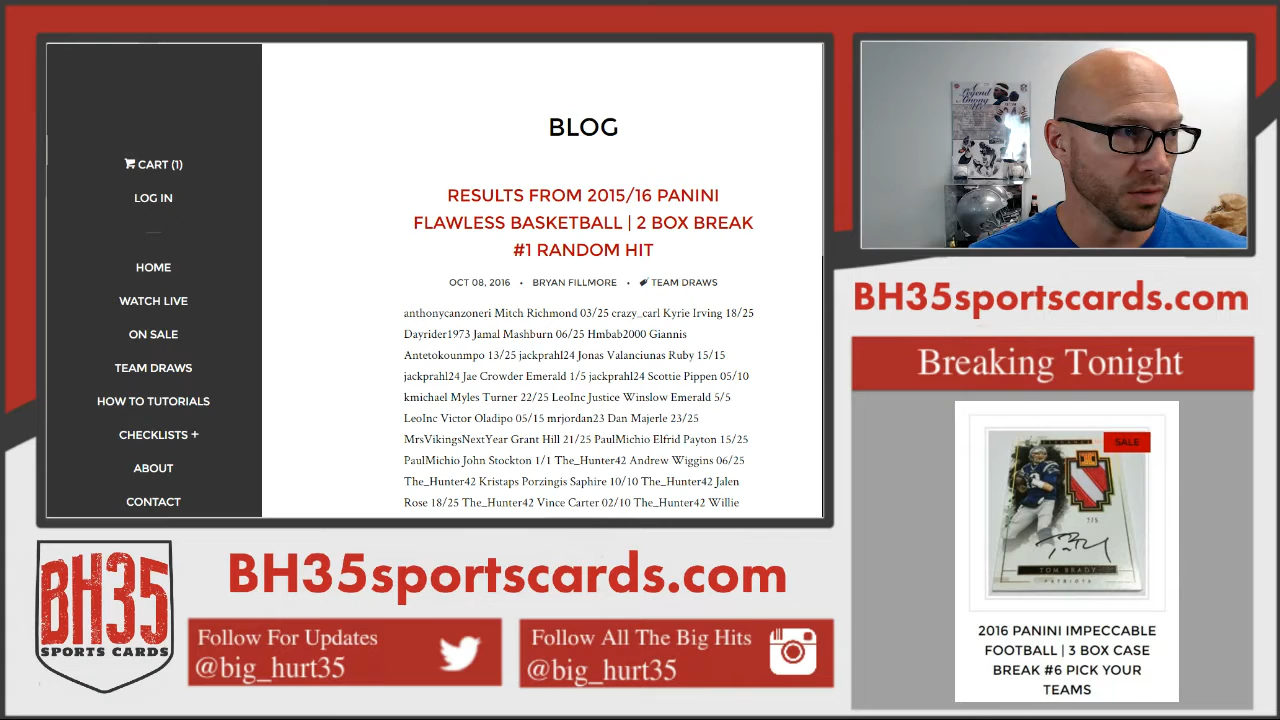 CART (1)
LOG IN
HOME
WATCH LIVE
ON SALE
TEAM DRAWS
HOW TO TUTORIALS
CHECKLISTS +
ABOUT
CONTACT
BLOG
RESULTS FROM 2015/16 PANINI
FLAWLESS BASKETBALL | 2 BOX BREAK
#1 RANDOM HIT
OCT 08, 2016 • BRYAN FILLMORE • TEAM DRAWS
anthonycanzoneri Mitch Richmond 03/25 crazy_carl Kyrie Irving 18/25
Dayrider1973 Jamal Mashburn 06/25 Hmbab2000 Giannis
Antetokounmpo 13/25 jackprahl24 Jonas Valanciunas Ruby 15/15
jackprahl24 Jae Crowder Emerald 1/5 jackprahl24 Scottie Pippen 05/10
kmichael Myles Turner 22/25 LeoInc Justice Winslow Emerald 5/5
LeoInc Victor Oladipo 05/15 mrjordan23 Dan Majerle 23/25
MrsVikingsNextYear Grant Hill 21/25 PaulMichio Elfrid Payton 15/25
PaulMichio John Stockton 1/1 The_Hunter42 Andrew Wiggins 06/25
The_Hunter42 Kristaps Porzingis Saphire 10/10 The_Hunter42 Jalen
Rose 18/25 The_Hunter42 Vince Carter 02/10 The_Hunter42 Willie
Legend
Among
BH35sportscards.com
Breaking Tonight
SALE
7/5
TOM BRADY
PATRIOTS
2016 PANINI IMPECCABLE
FOOTBALL | 3 BOX CASE
BREAK #6 PICK YOUR
TEAMS
BH35
SPORTS CARDS
BH35sportscards.com
Follow For Updates
@big_hurt35
Follow All The Big Hits
@big_hurt35